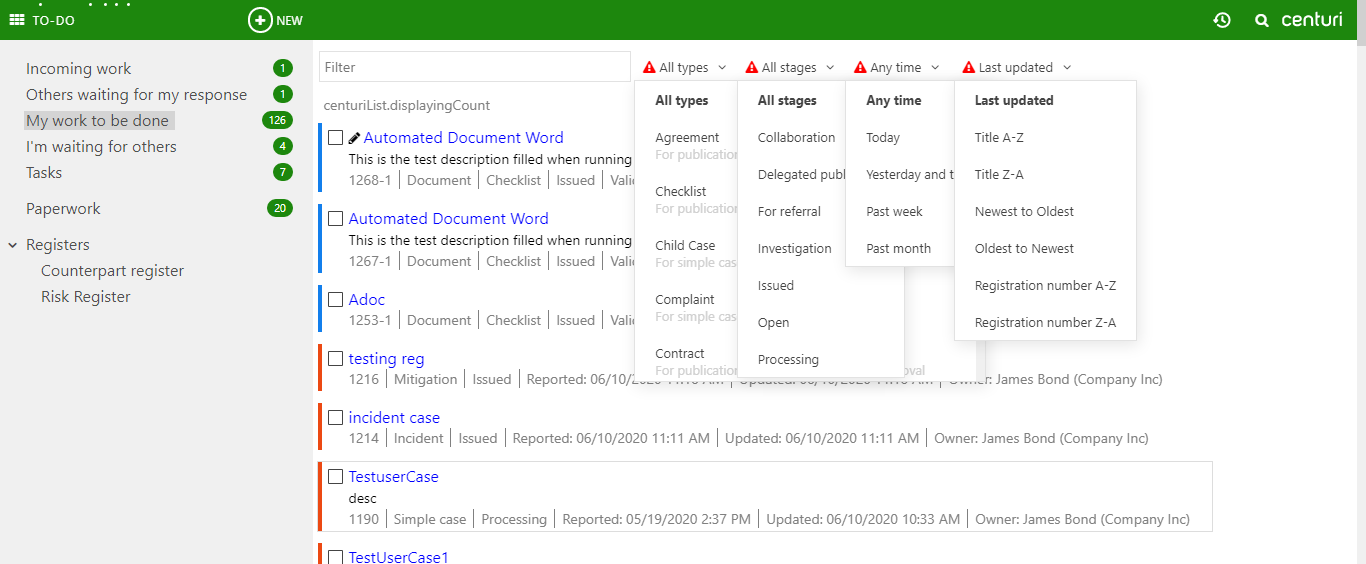 TO-DO
NEW
centuri
Incoming work 1
Others waiting for my response 1
My work to be done 126
I'm waiting for others 4
Tasks 7
Paperwork 20
Registers
Counterpart register
Risk Register
Filter
All types
All stages
Any time
Last updated
centuriList.displayingCount
All types
Agreement
For publication
Checklist
For publication
Child Case
For simple cas
Complaint
For simple cas
Contract
For publication
oval
All stages
Collaboration
Delegated publ
For referral
Investigation
Issued
Open
Processing
Any time
Today
Yesterday and t
Past week
Past month
Last updated
Title A-Z
Title Z-A
Newest to Oldest
Oldest to Newest
Registration number A-Z
Registration number Z-A
Automated Document Word
This is the test description filled when running
1268-1 Document Checklist Issued Vali
Automated Document Word
This is the test description filled when running
1267-1 Document Checklist Issued Vali
Adoc
1253-1 Document Checklist Issued Vali
testing reg
1216 Mitigation Issued Reported: 06/10/2020 11:16 AM Updated: 06/10/2020 11:16 AM Owner: James Bond (Company Inc)
incident case
1214 Incident Issued Reported: 06/10/2020 11:11 AM Updated: 06/10/2020 11:11 AM Owner: James Bond (Company Inc)
TestuserCase
desc
1190 Simple case Processing Reported: 05/19/2020 2:37 PM Updated: 06/10/2020 10:33 AM Owner: James Bond (Company Inc)
TestUserCase1